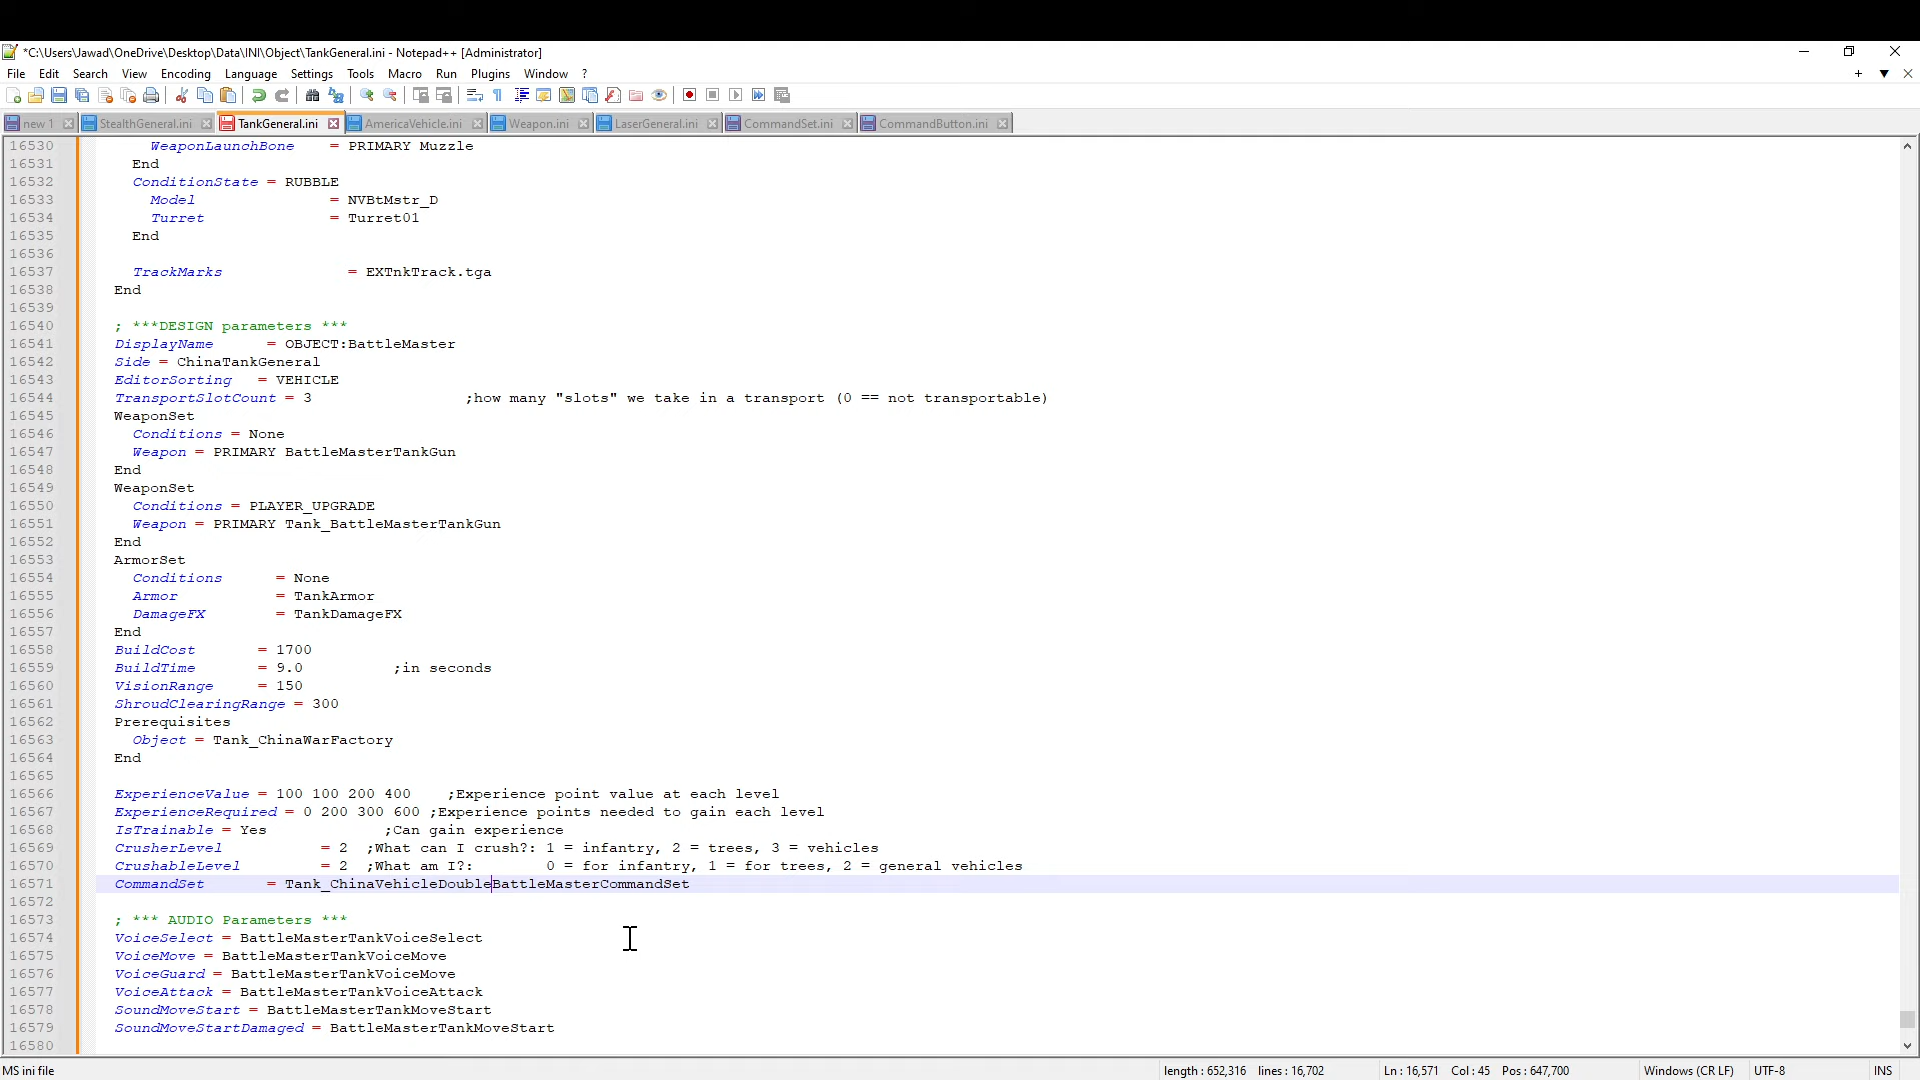 *C:\Users\Jawad\OneDrive\Desktop\Data\INI\Object\TankGeneral.ini - Notepad++ [Administrator]
File Edit Search View Encoding Language Settings Tools Macro Run Plugins Window ?
new 1 StealthGeneral.ini TankGeneral.ini AmericaVehicle.ini Weapon.ini LaserGeneral.ini CommandSet.ini CommandButton.ini
16530 WeaponLaunchBone = PRIMARY Muzzle
16531 End
16532 ConditionState = RUBBLE
16533 Model = NVBtMstr_D
16534 Turret = Turret01
16535 End
16536
16537 TrackMarks = EXTnkTrack.tga
16538 End
16539
16540 ; ***DESIGN parameters ***
16541 DisplayName = OBJECT:BattleMaster
16542 Side = ChinaTankGeneral
16543 EditorSorting = VEHICLE
16544 TransportSlotCount = 3 ;how many "slots" we take in a transport (0 == not transportable)
16545 WeaponSet
16546 Conditions = None
16547 Weapon = PRIMARY BattleMasterTankGun
16548 End
16549 WeaponSet
16550 Conditions = PLAYER_UPGRADE
16551 Weapon = PRIMARY Tank_BattleMasterTankGun
16552 End
16553 ArmorSet
16554 Conditions = None
16555 Armor = TankArmor
16556 DamageFX = TankDamageFX
16557 End
16558 BuildCost = 1700
16559 BuildTime = 9.0 ;in seconds
16560 VisionRange = 150
16561 ShroudClearingRange = 300
16562 Prerequisites
16563 Object = Tank_ChinaWarFactory
16564 End
16565
16566 ExperienceValue = 100 100 200 400 ;Experience point value at each level
16567 ExperienceRequired = 0 200 300 600 ;Experience points needed to gain each level
16568 IsTrainable = Yes ;Can gain experience
16569 CrusherLevel = 2 ;What can I crush?: 1 = infantry, 2 = trees, 3 = vehicles
16570 CrushableLevel = 2 ;What am I?: 0 = for infantry, 1 = for trees, 2 = general vehicles
16571 CommandSet = Tank_ChinaVehicleDoubleBattleMasterCommandSet
16572
16573 ; *** AUDIO Parameters ***
16574 VoiceSelect = BattleMasterTankVoiceSelect
16575 VoiceMove = BattleMasterTankVoiceMove
16576 VoiceGuard = BattleMasterTankVoiceMove
16577 VoiceAttack = BattleMasterTankVoiceAttack
16578 SoundMoveStart = BattleMasterTankMoveStart
16579 SoundMoveStartDamaged = BattleMasterTankMoveStart
16580
MS ini file length : 652,316 lines : 16,702 Ln : 16,571 Col : 45 Pos : 647,700 Windows (CR LF) UTF-8 INS